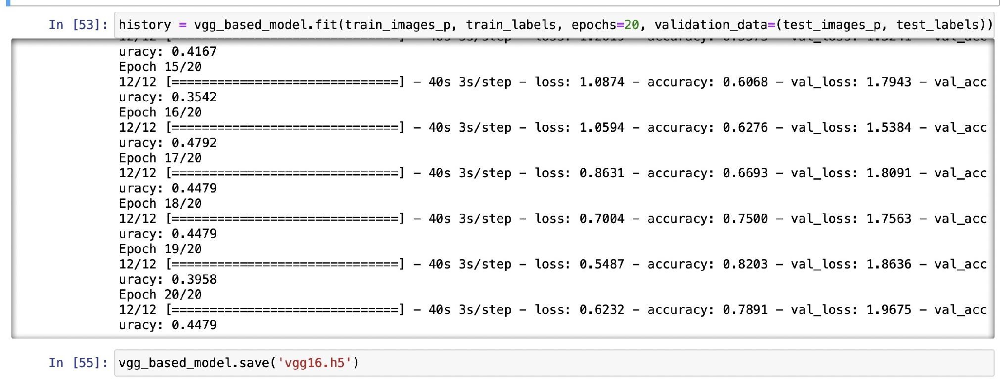 In [53]: history = vgg_based_model.fit(train_images_p, train_labels, epochs=20, validation_data=(test_images_p, test_labels))
uracy: 0.4167
Epoch 15/20
12/12 [==============================] - 40s 3s/step - loss: 1.0874 - accuracy: 0.6068 - val_loss: 1.7943 - val_acc
uracy: 0.3542
Epoch 16/20
12/12 [==============================] - 40s 3s/step - loss: 1.0594 - accuracy: 0.6276 - val_loss: 1.5384 - val_acc
uracy: 0.4792
Epoch 17/20
12/12 [==============================] - 40s 3s/step - loss: 0.8631 - accuracy: 0.6693 - val_loss: 1.8091 - val_acc
uracy: 0.4479
Epoch 18/20
12/12 [==============================] - 40s 3s/step - loss: 0.7004 - accuracy: 0.7500 - val_loss: 1.7563 - val_acc
uracy: 0.4479
Epoch 19/20
12/12 [==============================] - 40s 3s/step - loss: 0.5487 - accuracy: 0.8203 - val_loss: 1.8636 - val_acc
uracy: 0.3958
Epoch 20/20
12/12 [==============================] - 40s 3s/step - loss: 0.6232 - accuracy: 0.7891 - val_loss: 1.9675 - val_acc
uracy: 0.4479
In [55]: vgg_based_model.save('vgg16.h5')